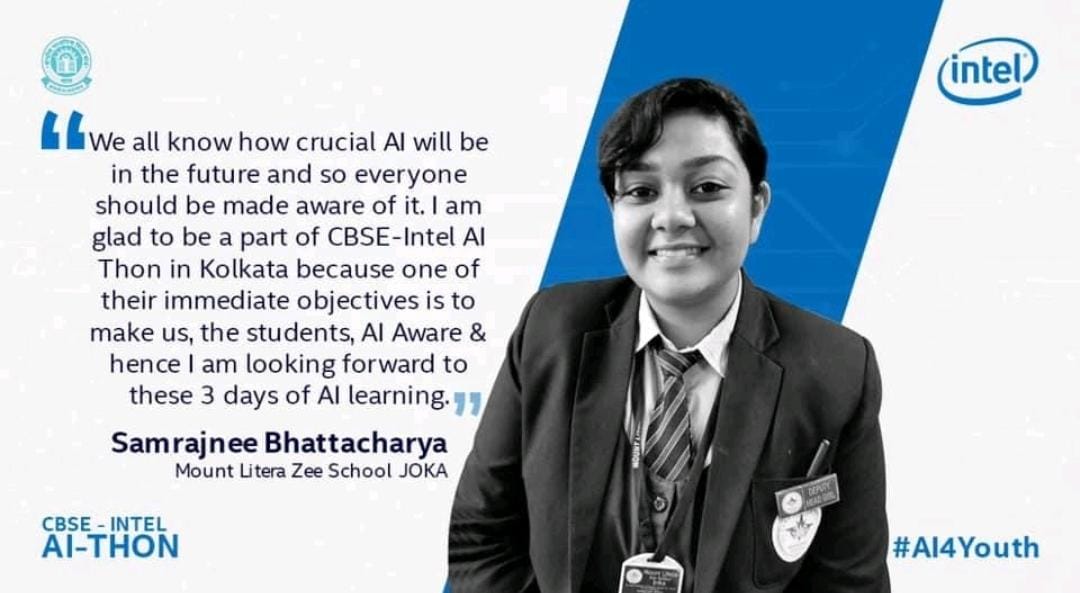 intel
We all know how crucial AI will be
in the future and so everyone
should be made aware of it. I am
glad to be a part of CBSE-Intel AI
Thon in Kolkata because one of
their immediate objectives is to
make us, the students, AI Aware &
hence I am looking forward to
these 3 days of AI learning.
Samrajnee Bhattacharya
Mount Litera Zee School JOKA
CBSE - INTEL
AI-THON
DEPUTY
HEAD GIRL
#AI4Youth